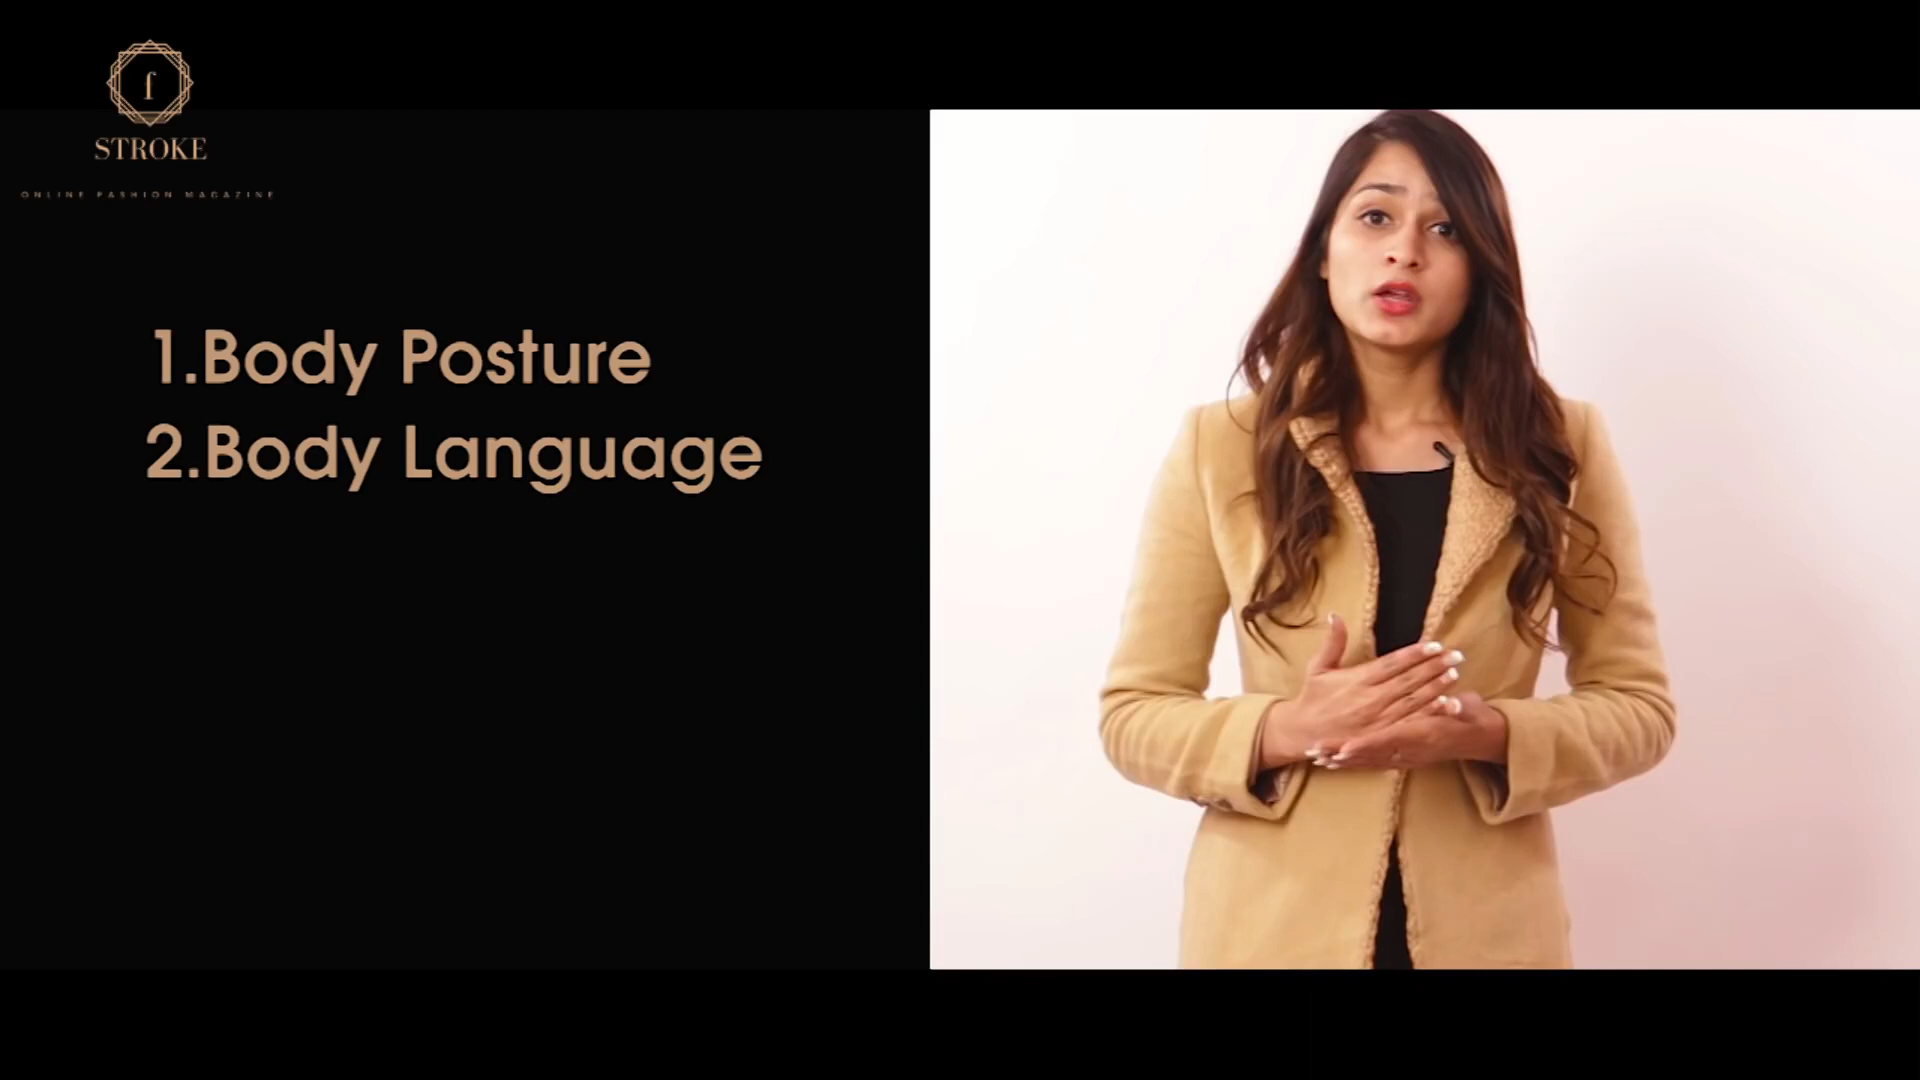 f
STROKE
ONLINE FASHION MAGAZINE
1.Body Posture
2.Body Language